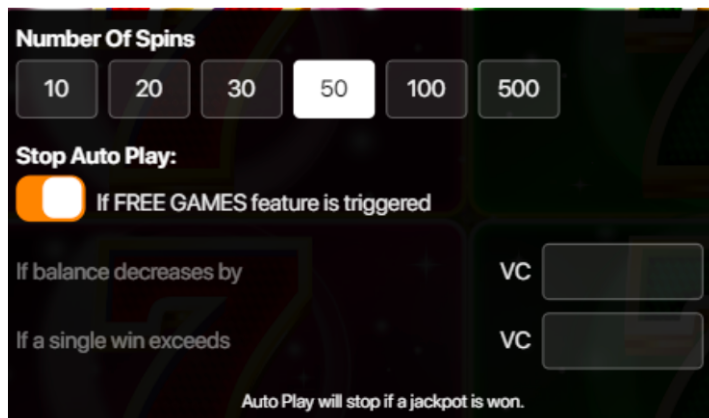 Number Of Spins
10 20 30 50 100 500
Stop Auto Play:
If FREE GAMES feature is triggered
If balance decreases by VC
If a single win exceeds VC
Auto Play will stop if a jackpot is won.